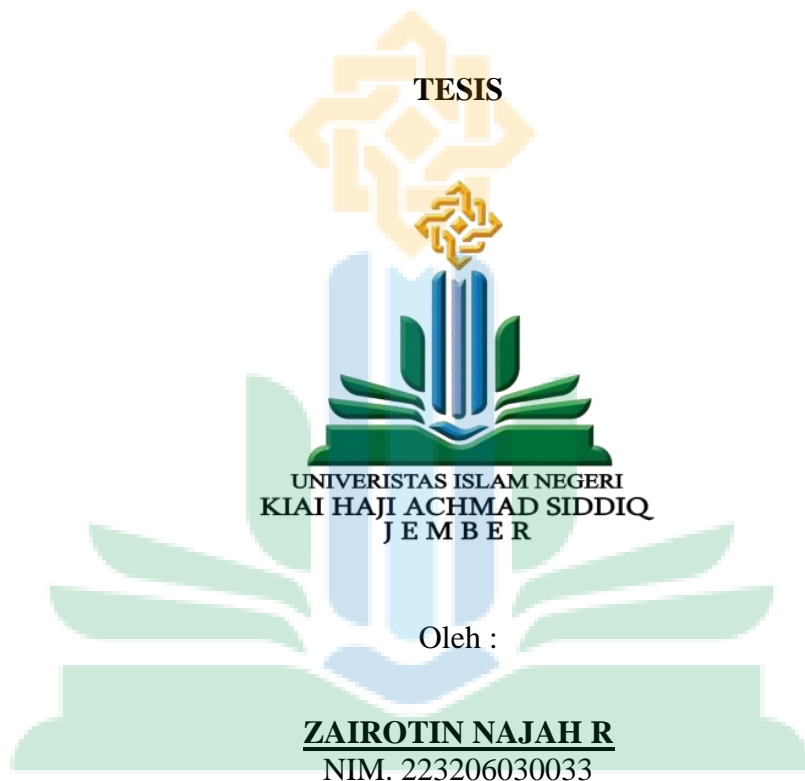 TESIS
UNIVERISTAS ISLAM NEGERI
KIAI HAJI ACHMAD SIDDIQ
J E M B E R
Oleh :
ZAIROTIN NAJAH R
NIM. 223206030033